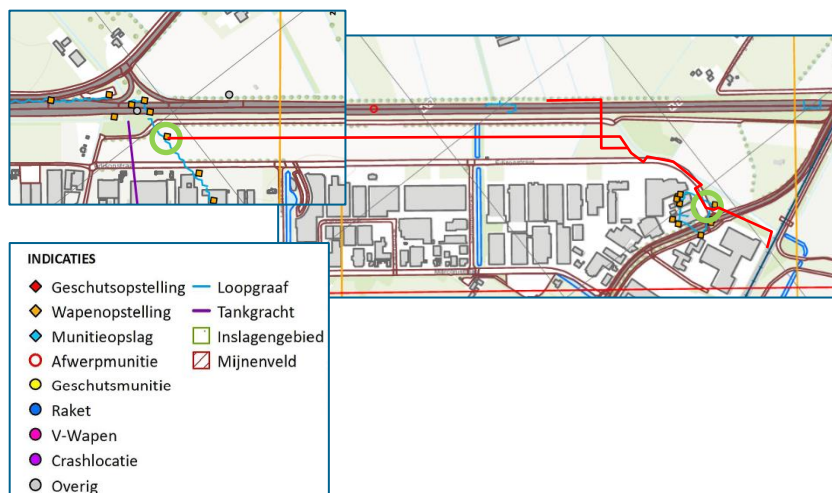 INDICATIES
Geschutsopstelling
Wapenopstelling
Munitieopslag
Afwerpmunitie
Geschutsmunitie
Raket
V-Wapen
Crashlocatie
Overig
Loopgraaf
Tankgracht
Inslagengebied
Mijnenveld